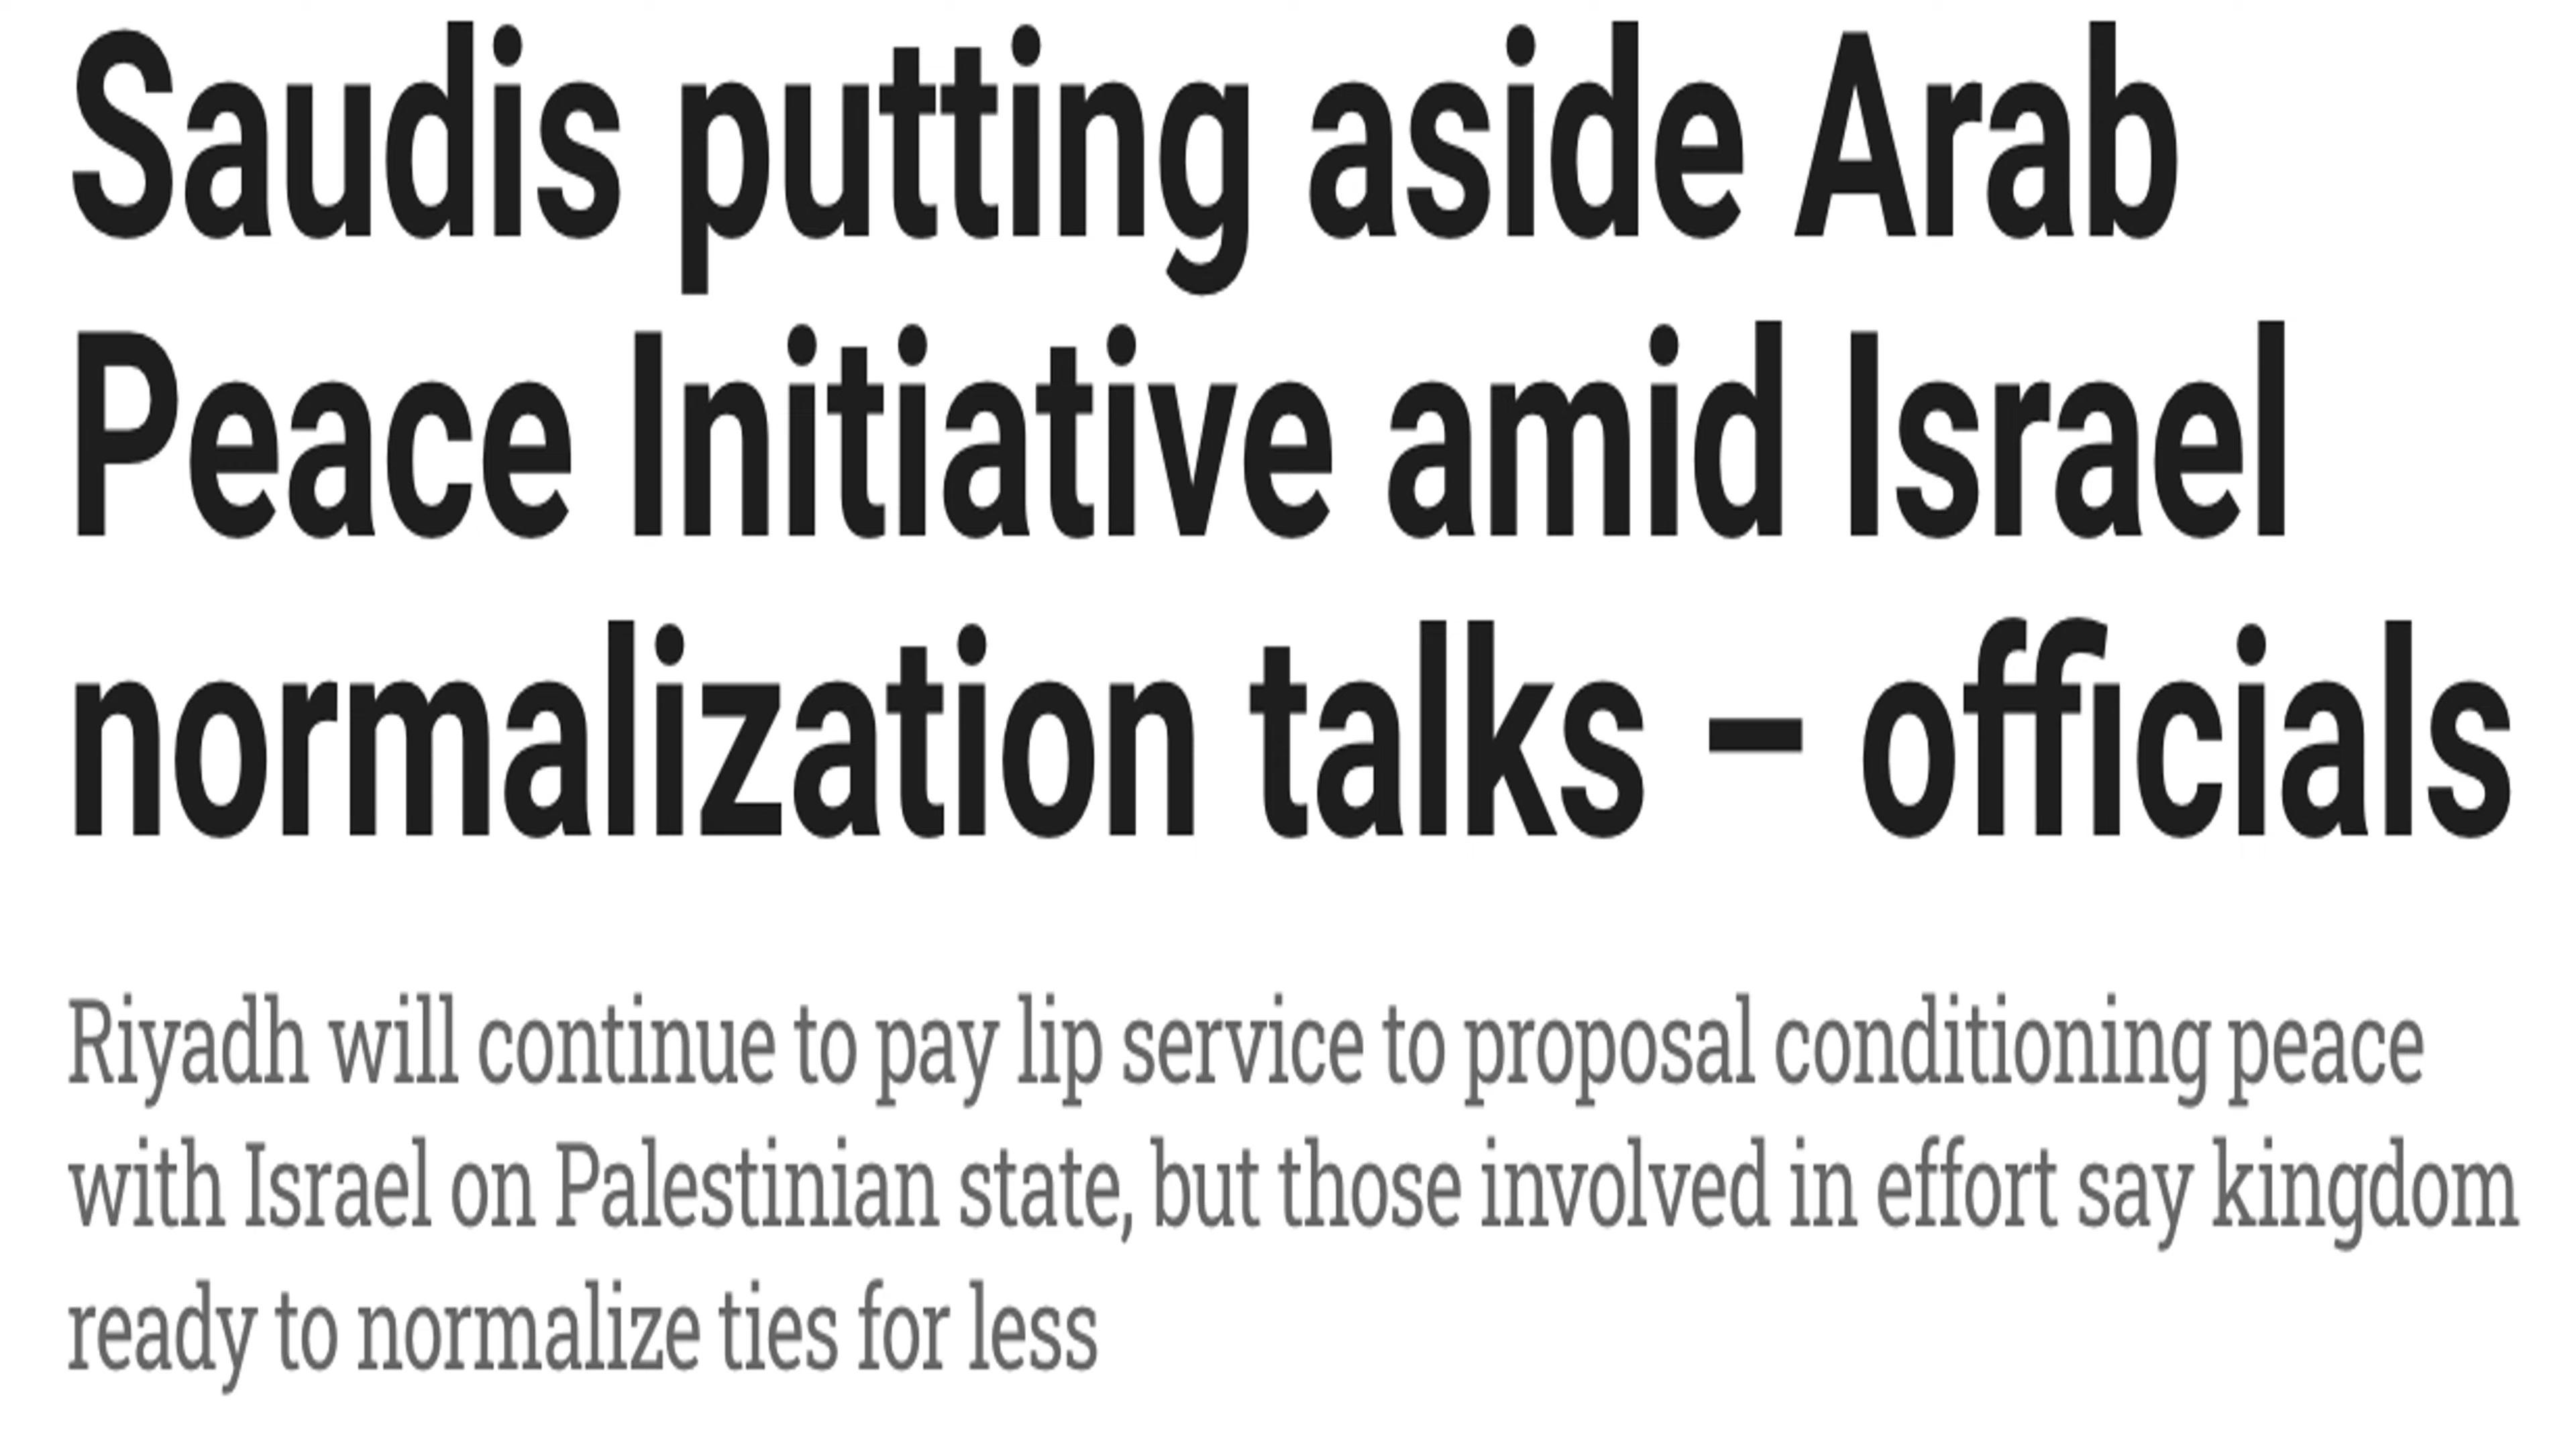 Saudis putting aside Arab
Peace Initiative amid Israel
normalization talks – officials
Riyadh will continue to pay lip service to proposal conditioning peace
with Israel on Palestinian state, but those involved in effort say kingdom
ready to normalize ties for less